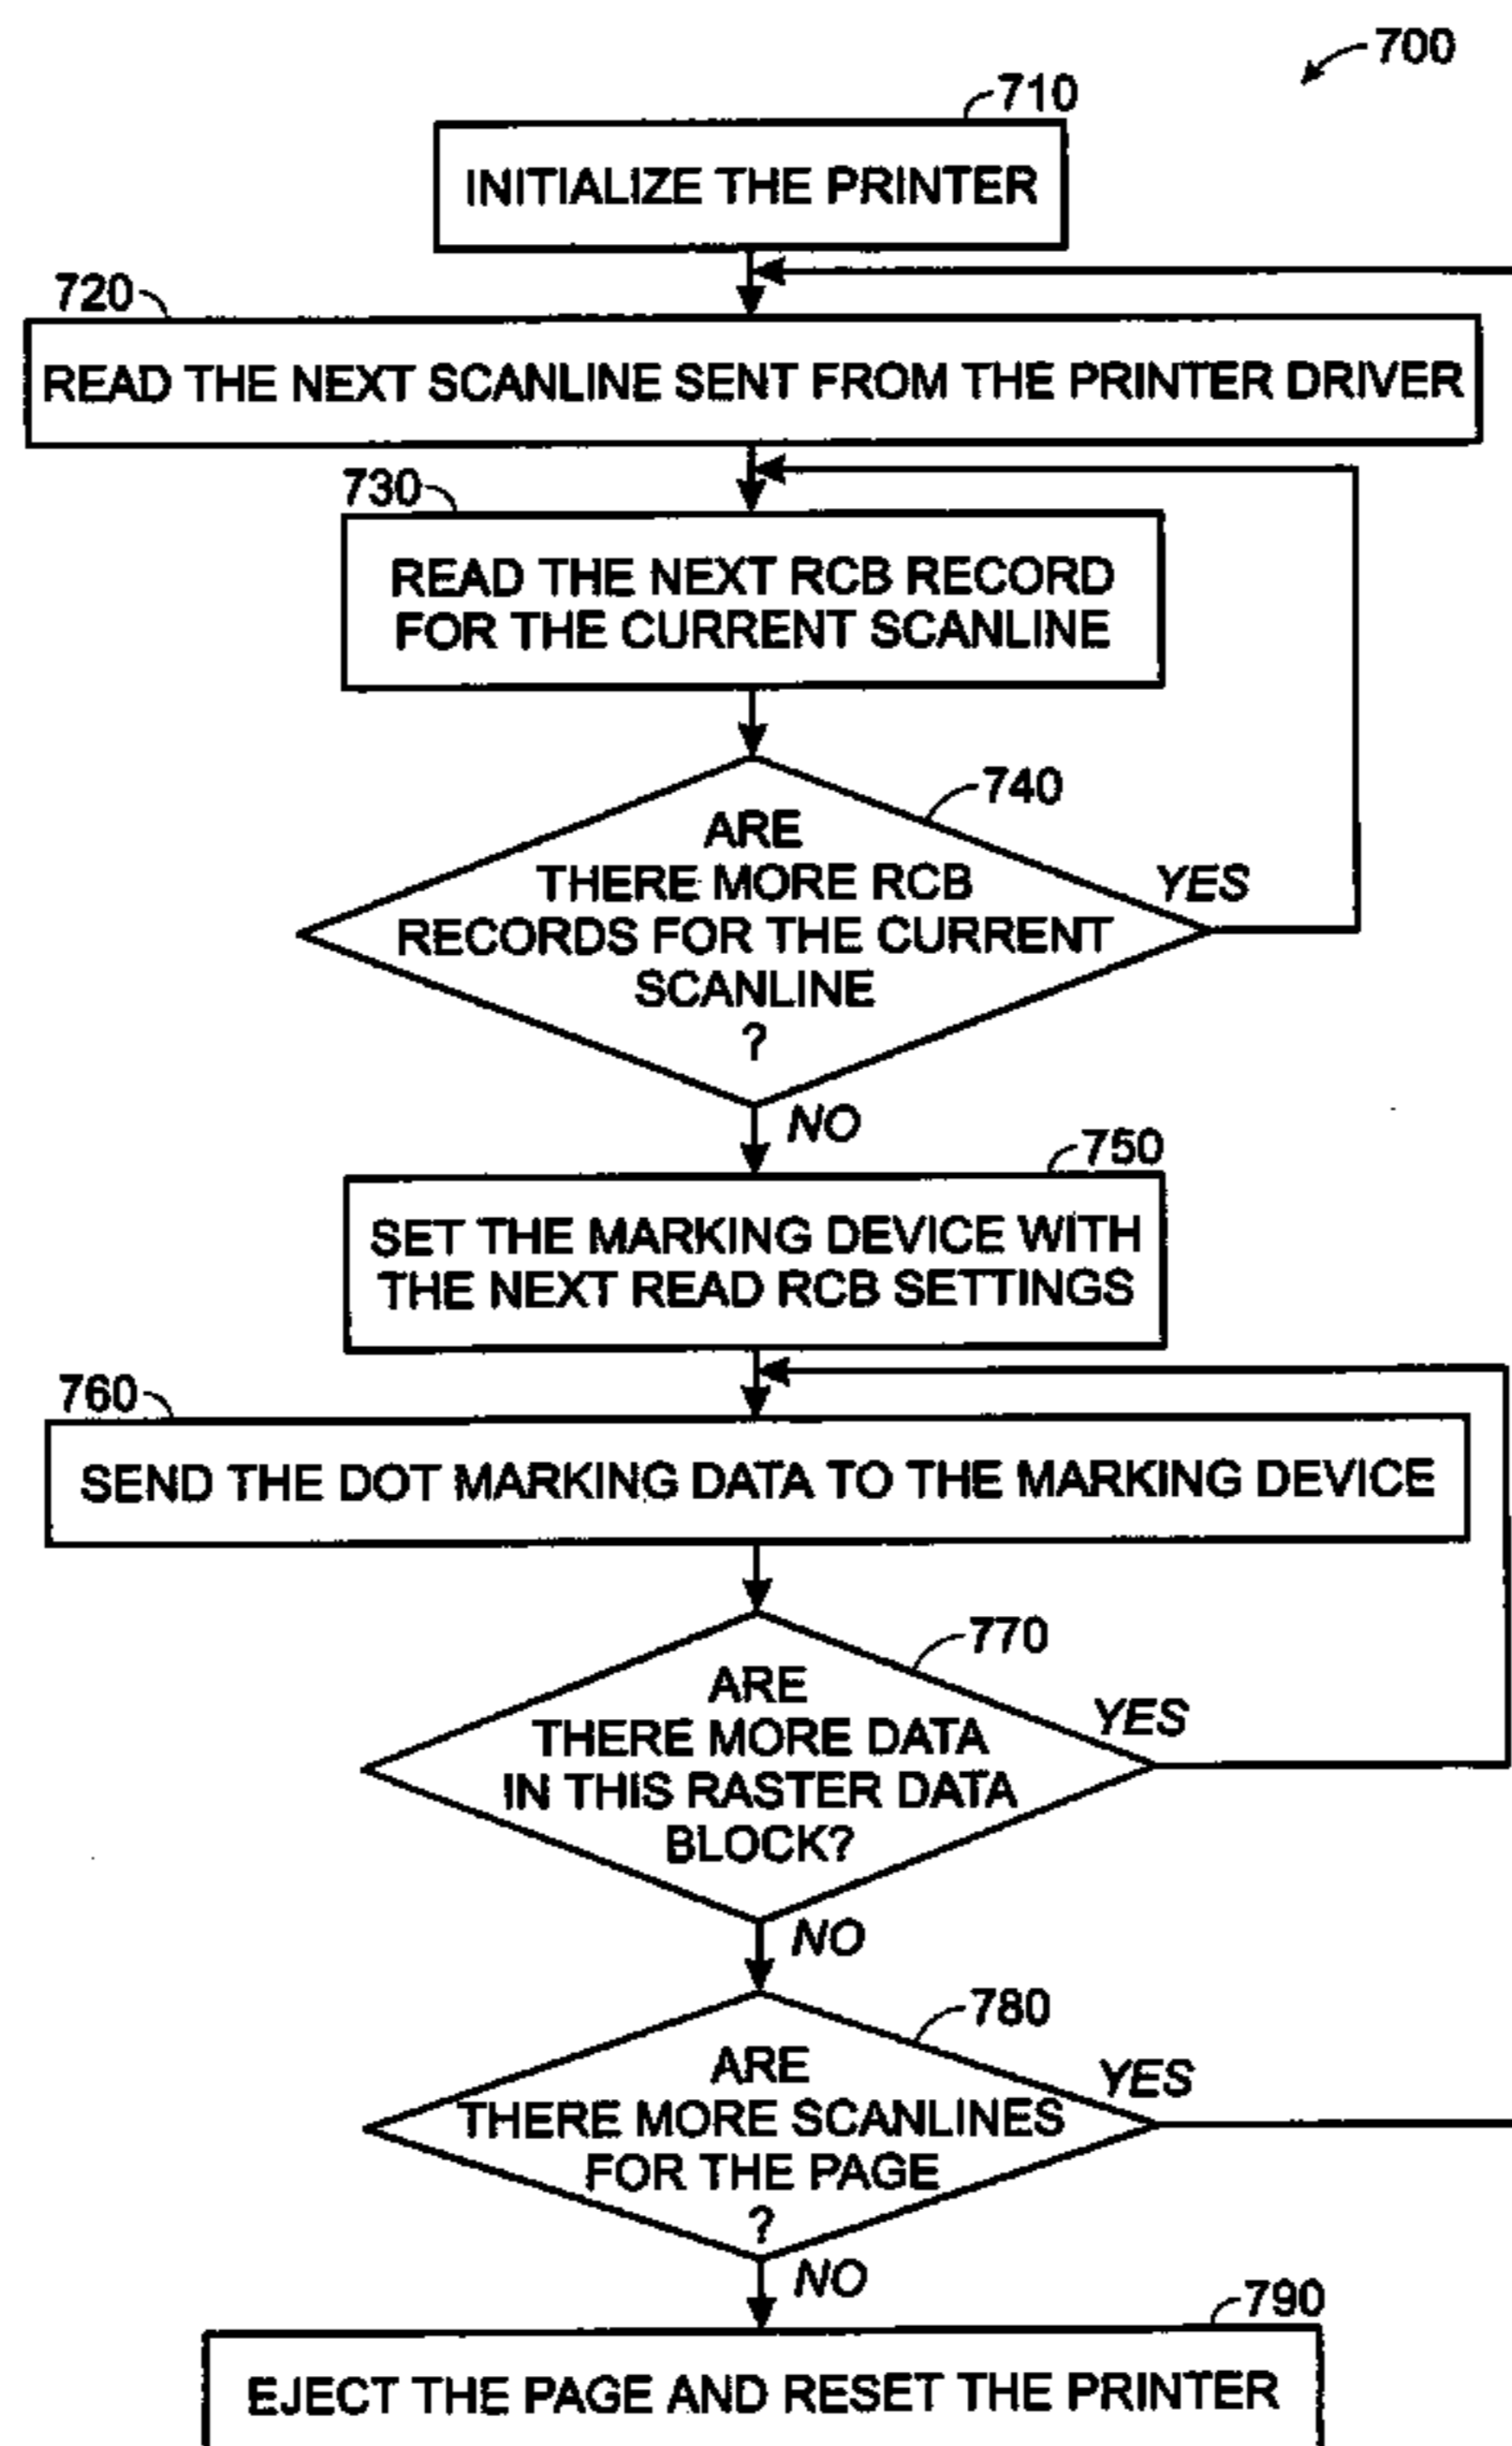 700
710
INITIALIZE THE PRINTER
720
READ THE NEXT SCANLINE SENT FROM THE PRINTER DRIVER
730
READ THE NEXT RCB RECORD
FOR THE CURRENT SCANLINE
740
ARE
THERE MORE RCB
RECORDS FOR THE CURRENT
SCANLINE
?
YES
NO
750
SET THE MARKING DEVICE WITH
THE NEXT READ RCB SETTINGS
760
SEND THE DOT MARKING DATA TO THE MARKING DEVICE
770
ARE
THERE MORE DATA
IN THIS RASTER DATA
BLOCK?
YES
NO
780
ARE
THERE MORE SCANLINES
FOR THE PAGE
?
YES
NO
790
EJECT THE PAGE AND RESET THE PRINTER